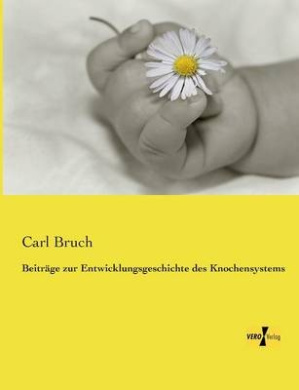 Carl Bruch
Beiträge zur Entwicklungsgeschichte des Knochensystems
VERO Verlag